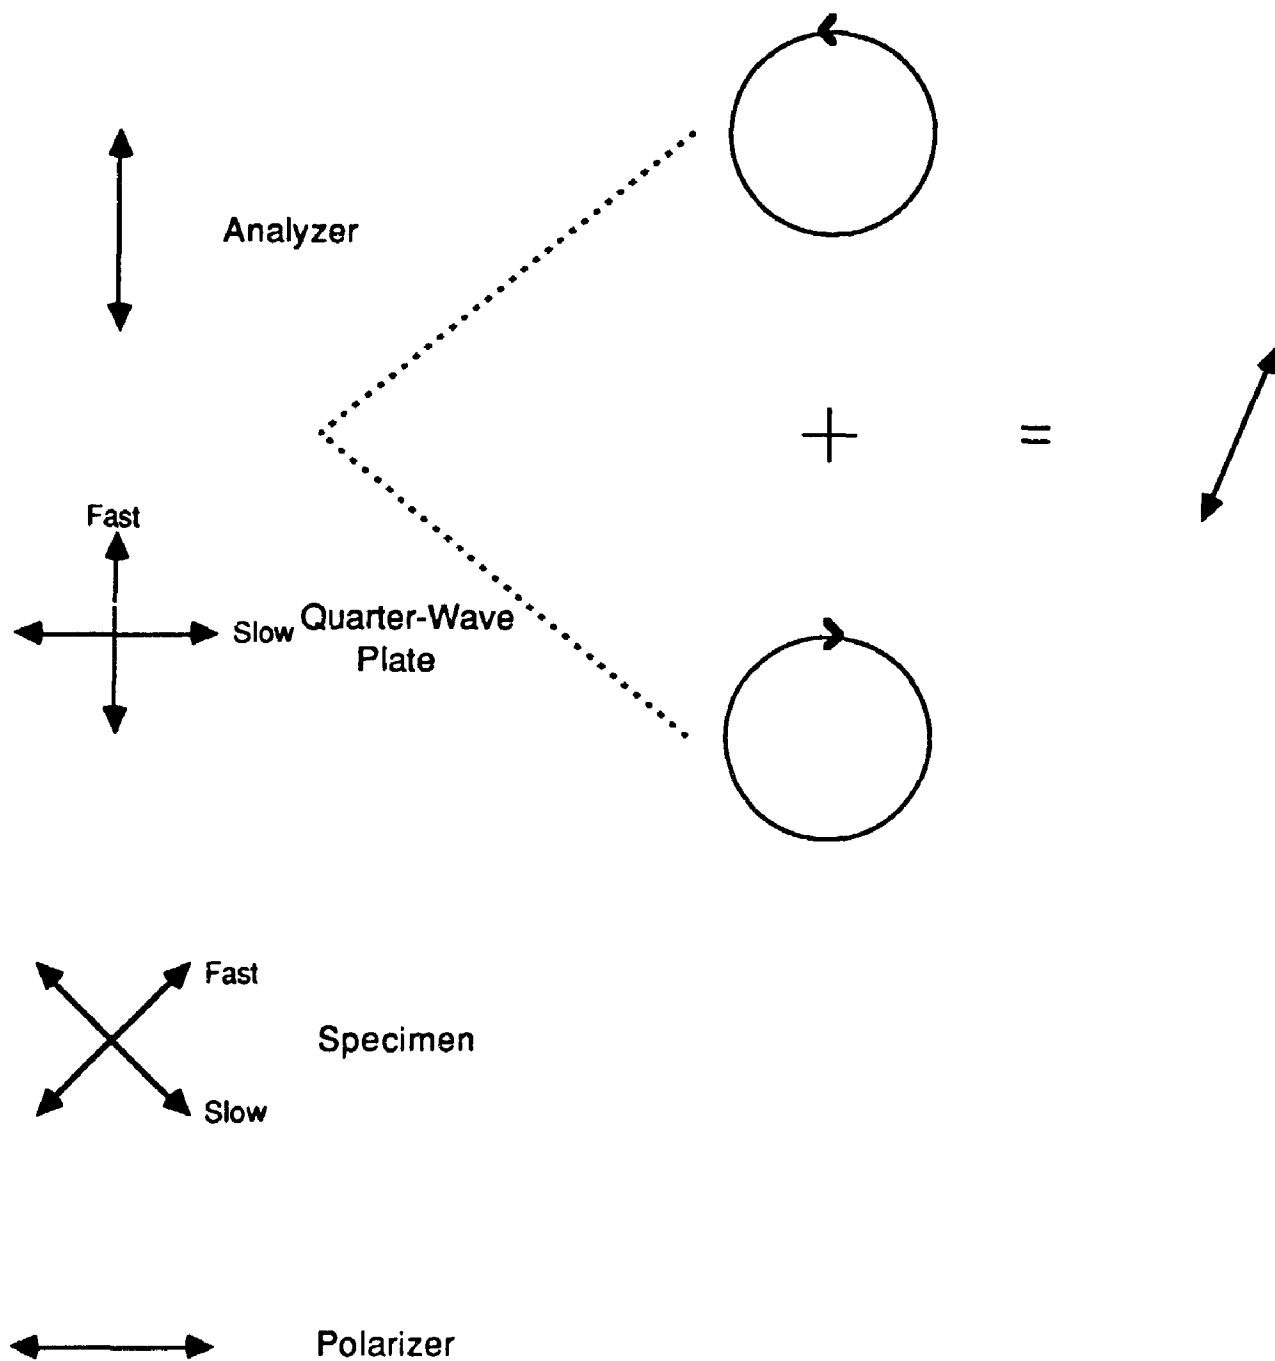 Analyzer
+
=
Fast
Slow
Quarter-Wave
Plate
Fast
Specimen
Slow
Polarizer